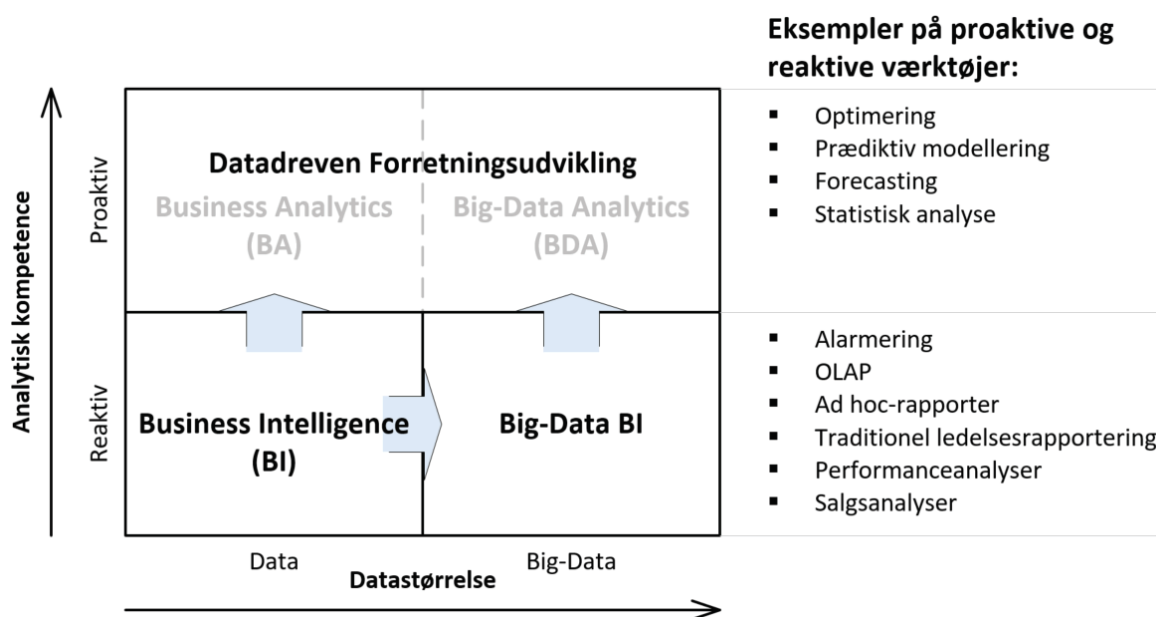 Eksempler på proaktive og
reaktive værktøjer:
Analytisk kompetence
Proaktiv
Reaktiv
Datadreven Forretningsudvikling
Business Analytics
(BA)
Big-Data Analytics
(BDA)
Business Intelligence
(BI)
Big-Data BI
▪ Optimering
▪ Prædiktiv modellering
▪ Forecasting
▪ Statistisk analyse
▪ Alarmering
▪ OLAP
▪ Ad hoc-rapporter
▪ Traditionel ledelsesrapportering
▪ Performanceanalyser
▪ Salgsanalyser
Data
Big-Data
Datastørrelse